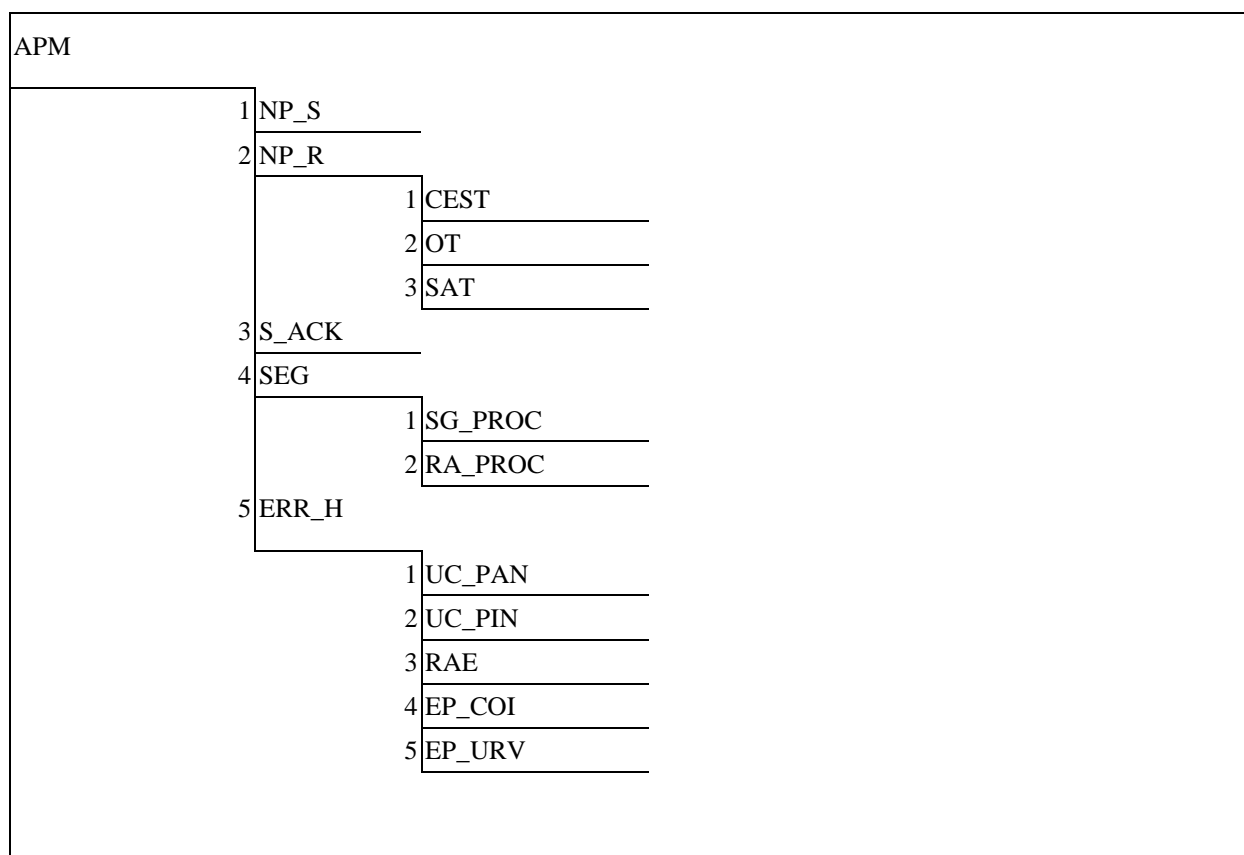 APM
1 NP_S
2 NP_R
1 CEST
2 OT
3 SAT
3 S_ACK
4 SEG
1 SG_PROC
2 RA_PROC
5 ERR_H
1 UC_PAN
2 UC_PIN
3 RAE
4 EP_COI
5 EP_URV